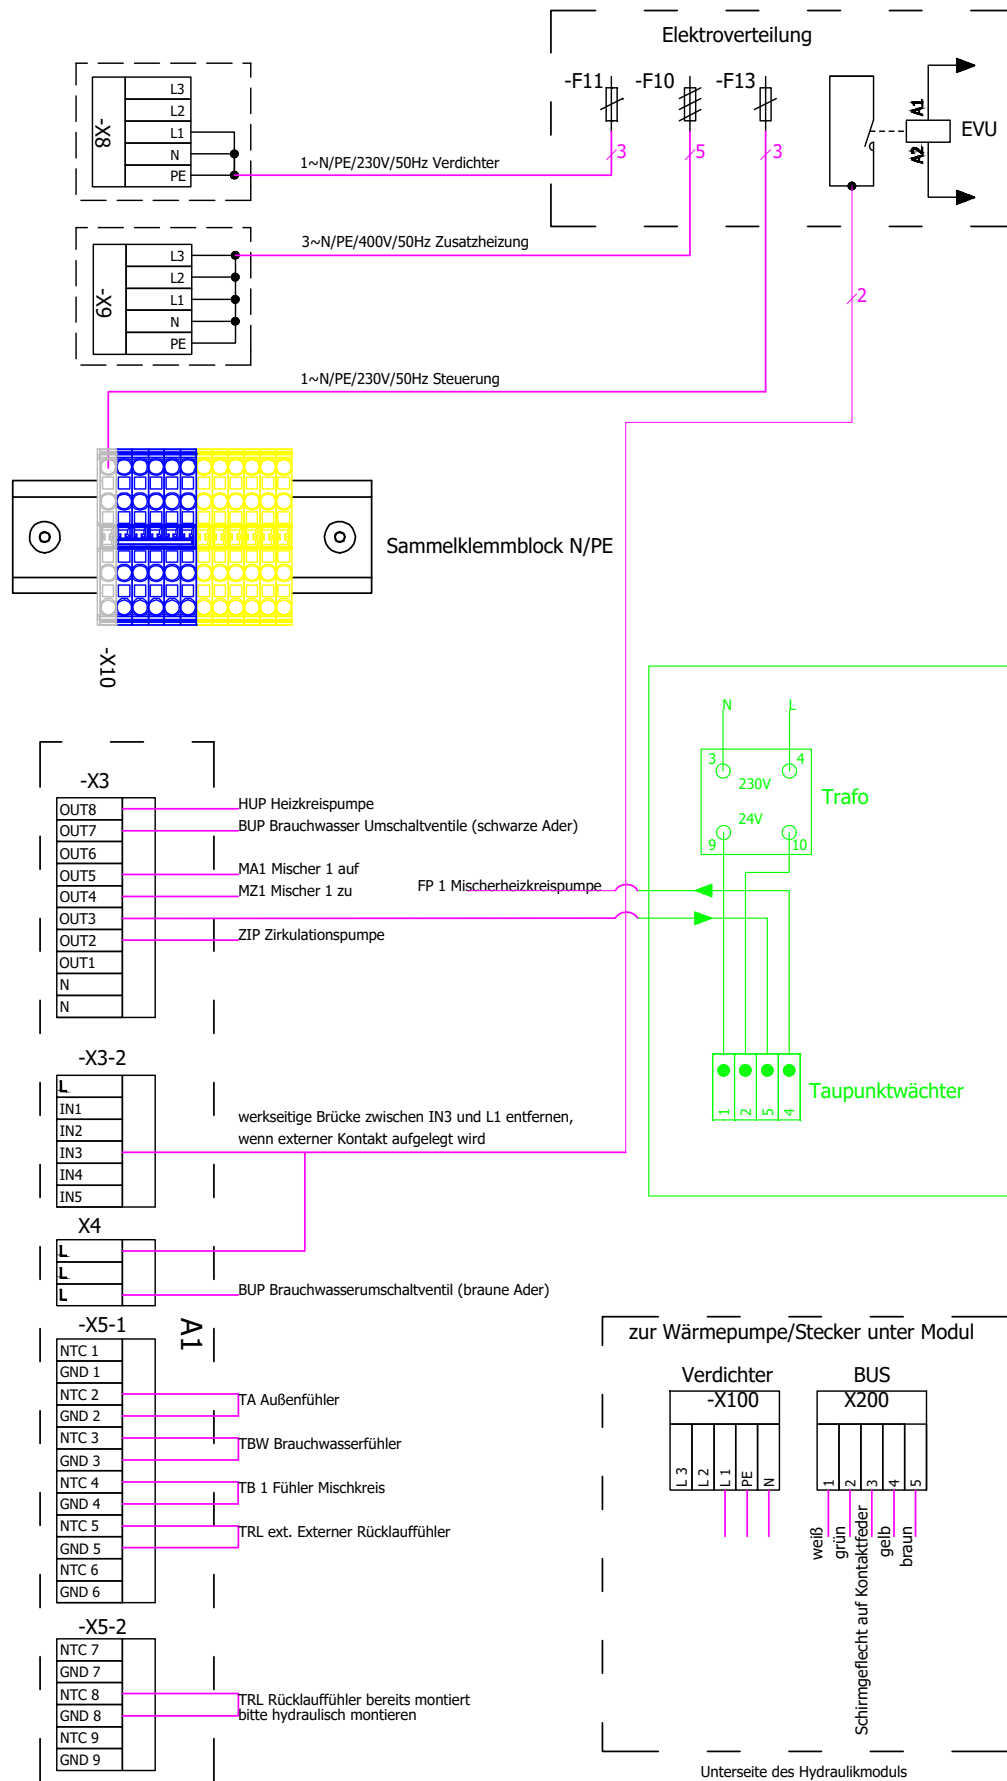 Elektroverteilung
-F11
-F10
-F13
A1
A2
EVU
3
5
3
2
-X8
L3
L2
L1
N
PE
1~N/PE/230V/50Hz Verdichter
-X9
L3
L2
L1
N
PE
3~N/PE/400V/50Hz Zusatzheizung
1~N/PE/230V/50Hz Steuerung
Sammelklemmblock N/PE
-X10
N
L
3
4
230V
24V
9
10
Trafo
1
2
5
4
Taupunktwächter
-X3
OUT8
HUP Heizkreispumpe
OUT7
BUP Brauchwasser Umschaltventile (schwarze Ader)
OUT6
OUT5
MA1 Mischer 1 auf
OUT4
MZ1 Mischer 1 zu
FP 1 Mischerheizkreispumpe
OUT3
OUT2
ZIP Zirkulationspumpe
OUT1
N
N
-X3-2
L
IN1
IN2
IN3
IN4
IN5
werkseitige Brücke zwischen IN3 und L1 entfernen,
wenn externer Kontakt aufgelegt wird
X4
L
L
L
BUP Brauchwasserumschaltventil (braune Ader)
A1
-X5-1
NTC 1
GND 1
NTC 2
GND 2
TA Außenfühler
NTC 3
GND 3
TBW Brauchwasserfühler
NTC 4
GND 4
TB 1 Fühler Mischkreis
NTC 5
GND 5
TRL ext. Externer Rücklauffühler
NTC 6
GND 6
-X5-2
NTC 7
GND 7
NTC 8
GND 8
TRL Rücklauffühler bereits montiert
bitte hydraulisch montieren
NTC 9
GND 9
zur Wärmepumpe/Stecker unter Modul
Verdichter
-X100
L 3
L 2
L 1
PE
N
BUS
X200
1
2
3
4
5
weiß
grün
Schirmgeflecht auf Kontaktfeder
gelb
braun
Unterseite des Hydraulikmoduls